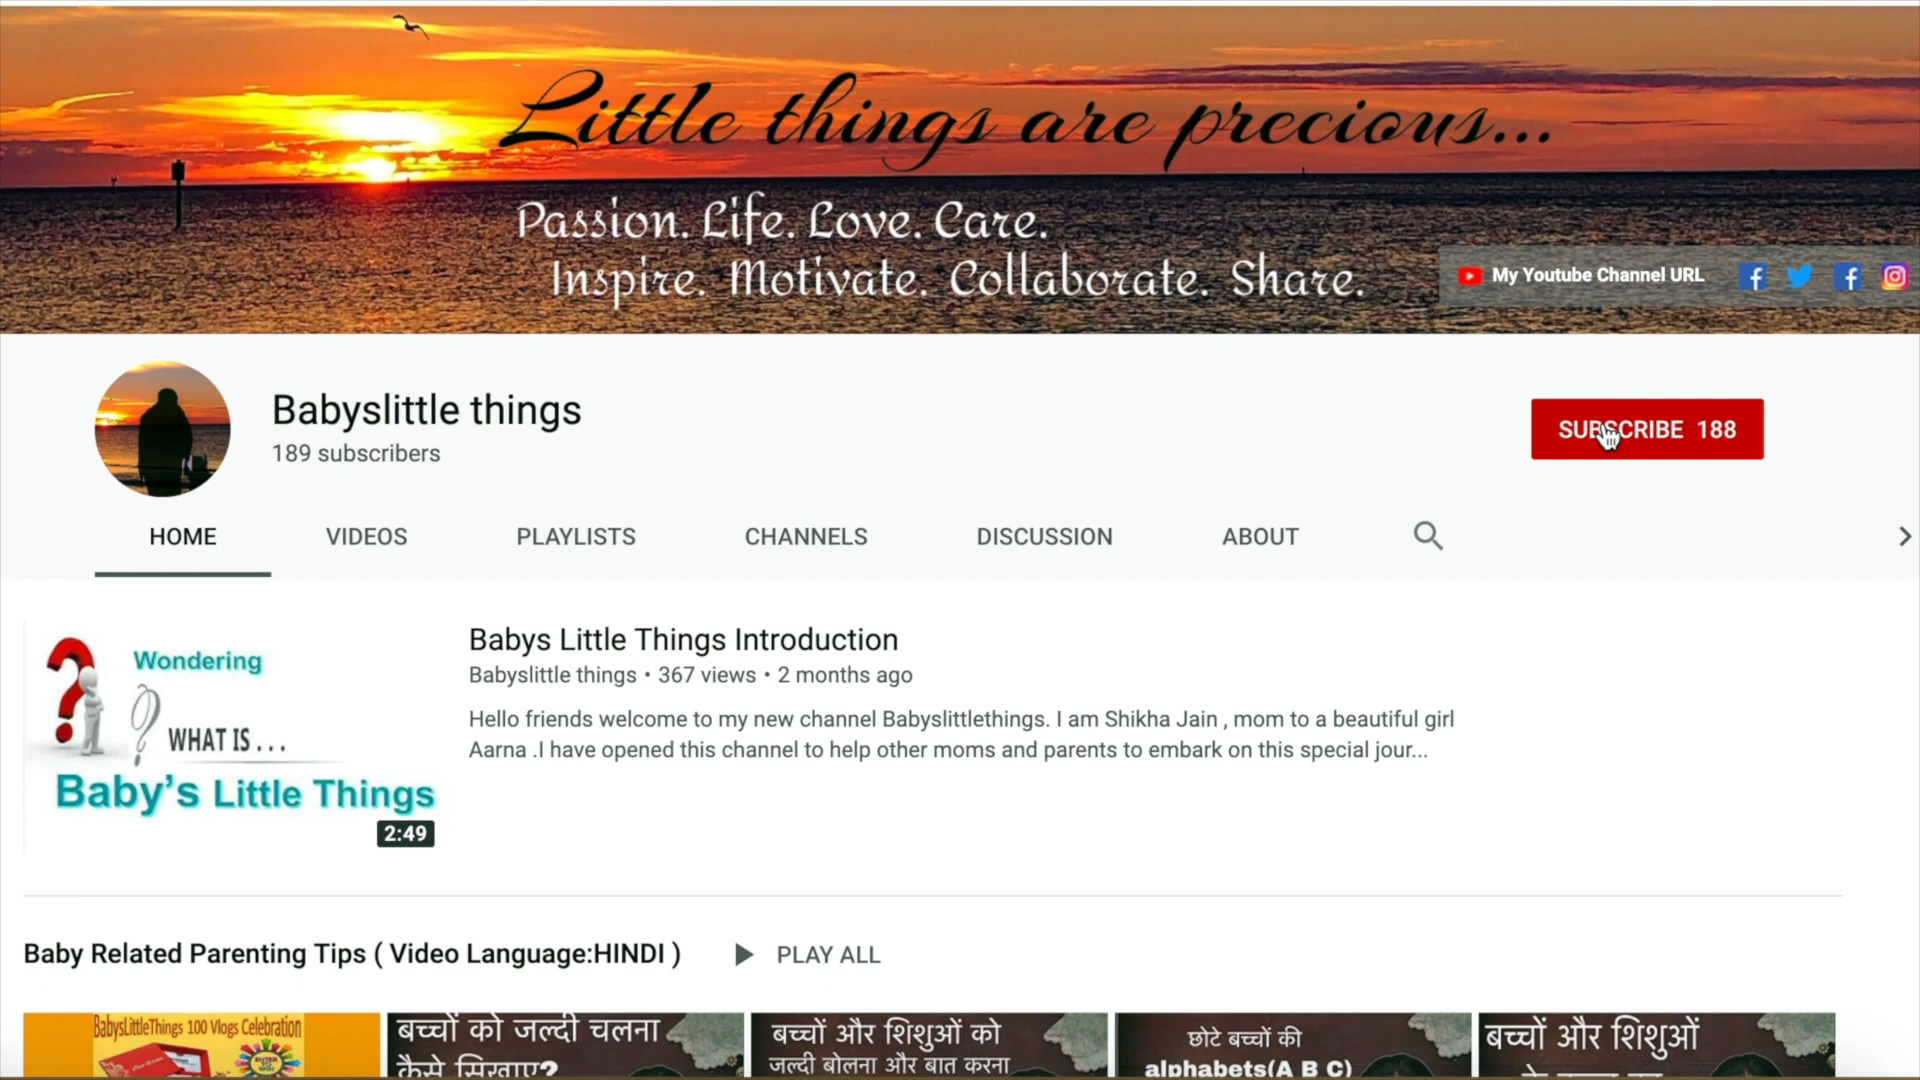 Little things are precious...
Passion. Life. Love. Care.
Inspire. Motivate. Collaborate. Share.
My Youtube Channel URL
Babyslittle things
189 subscribers
SUBSCRIBE 188
HOME VIDEOS PLAYLISTS CHANNELS DISCUSSION ABOUT
Wondering
WHAT IS...
Baby's Little Things
2:49
Babys Little Things Introduction
Babyslittle things • 367 views • 2 months ago
Hello friends welcome to my new channel Babyslittlethings. I am Shikha Jain , mom to a beautiful girl
Aarna .I have opened this channel to help other moms and parents to embark on this special jour...
Baby Related Parenting Tips ( Video Language:HINDI ) PLAY ALL
BabysLittleThings 100 Vlogs Celebration
बच्चों को जल्दी चलना
कैसे सिखाए?
बच्चों और शिशुओं को
जल्दी बोलना और बात करना
छोटे बच्चों की
alphabets(A B C)
बच्चों और शिशुओं